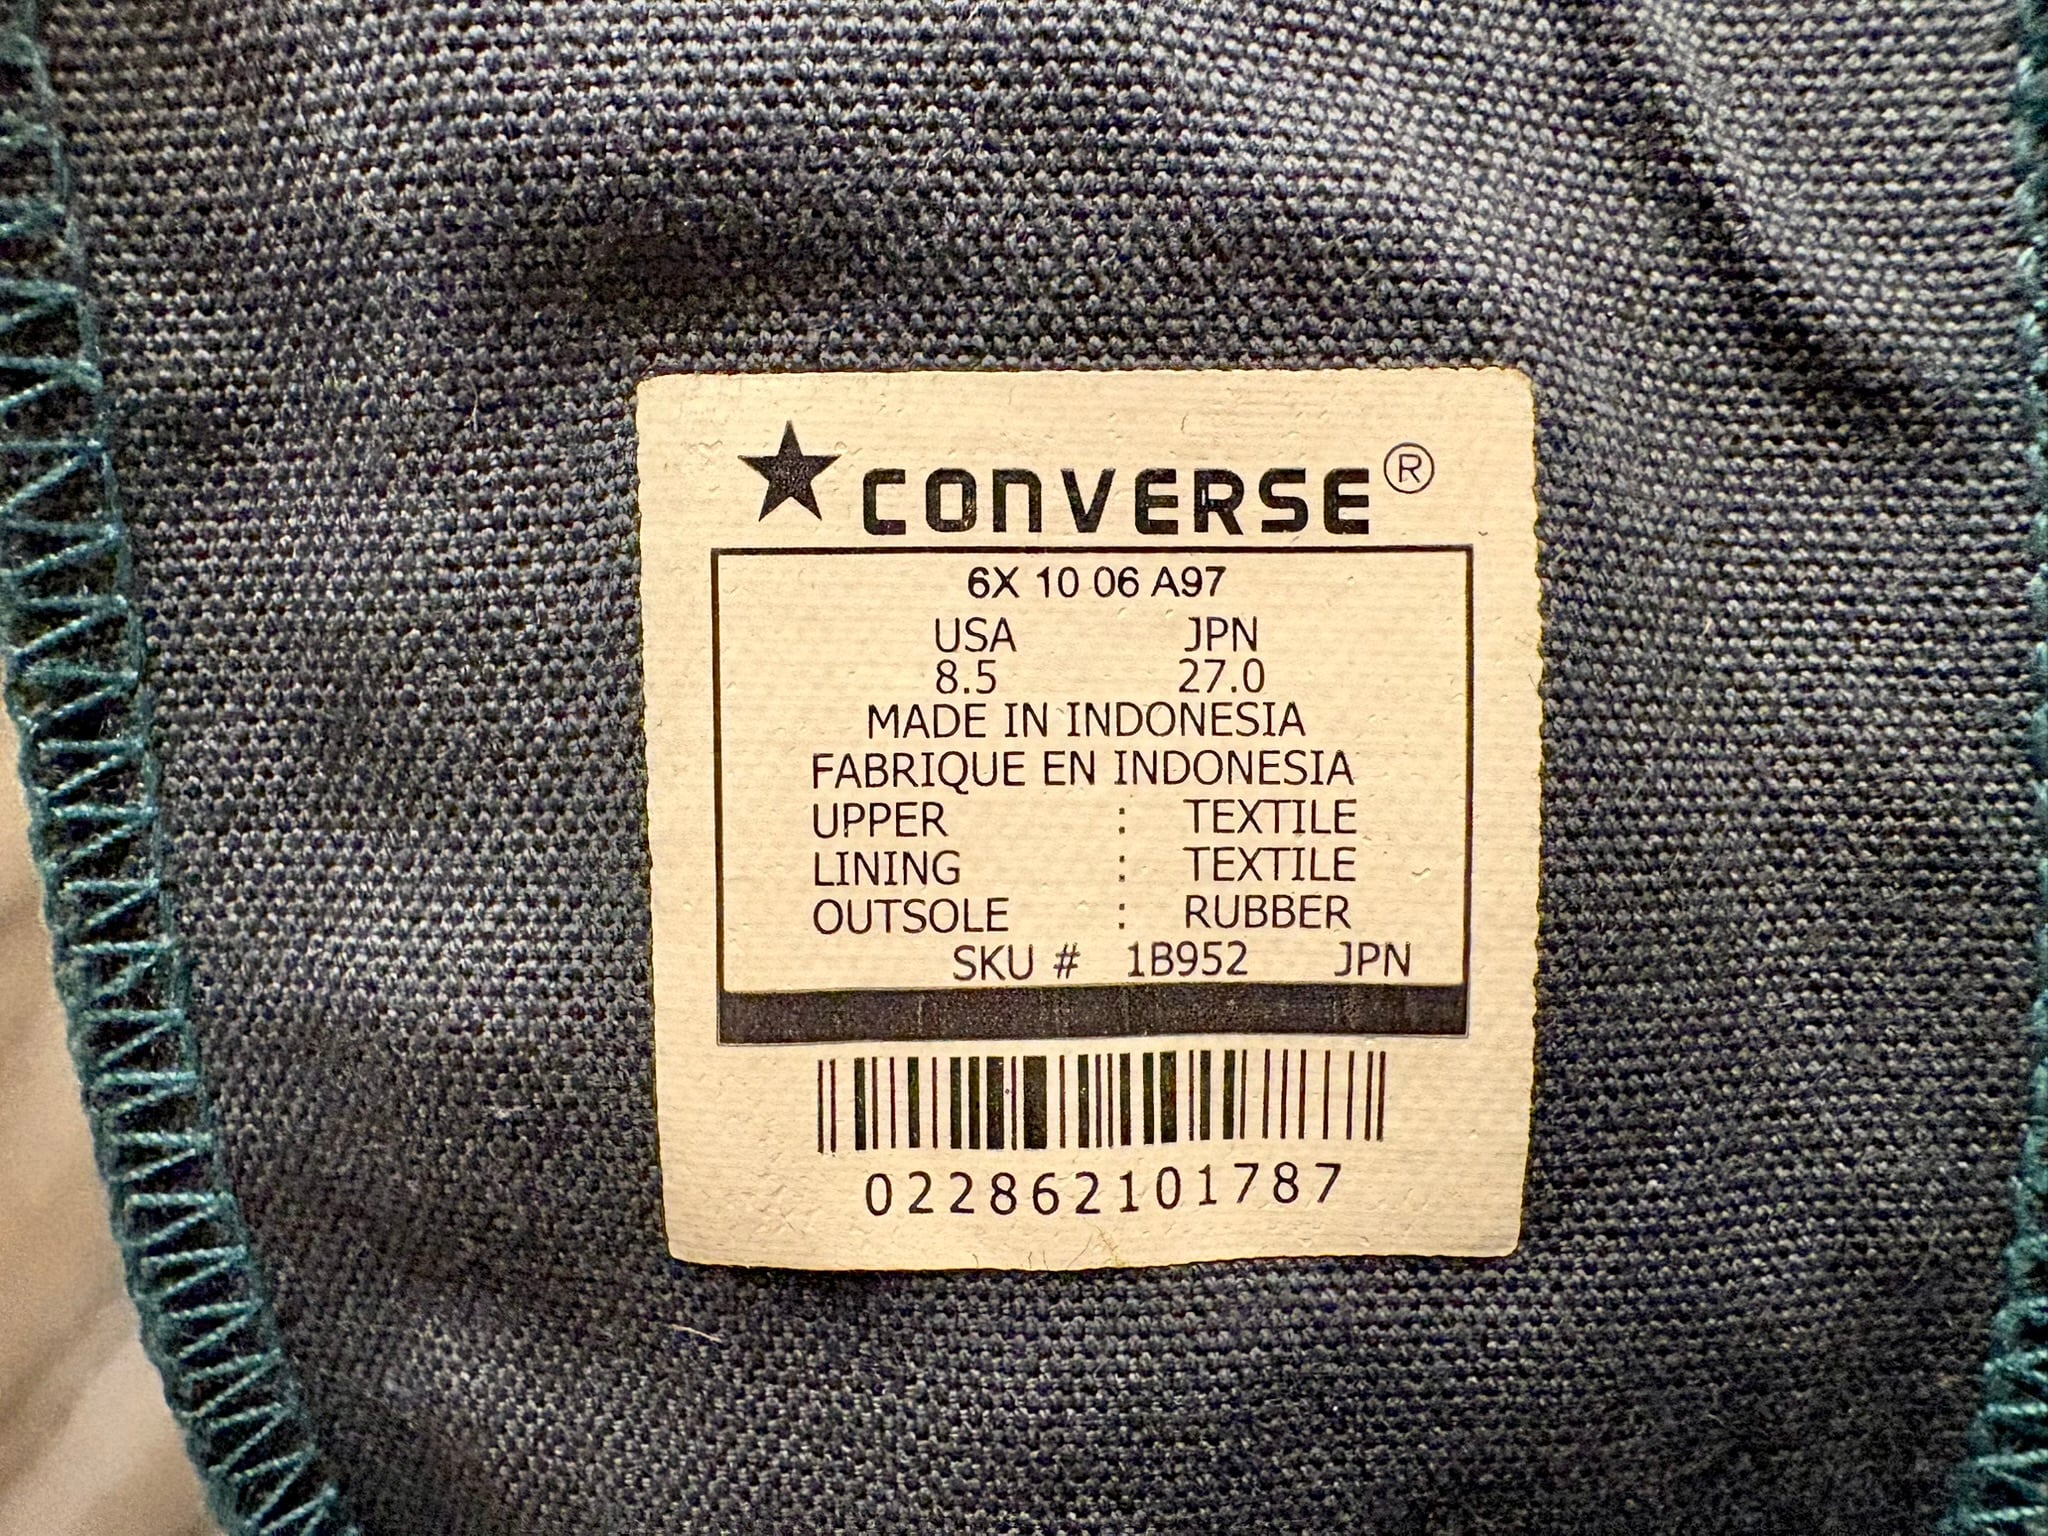 CONVERSE®
6X 10 06 A97
USA JPN
8.5 27.0
MADE IN INDONESIA
FABRIQUE EN INDONESIA
UPPER : TEXTILE
LINING : TEXTILE
OUTSOLE : RUBBER
SKU # 1B952 JPN
022862101787